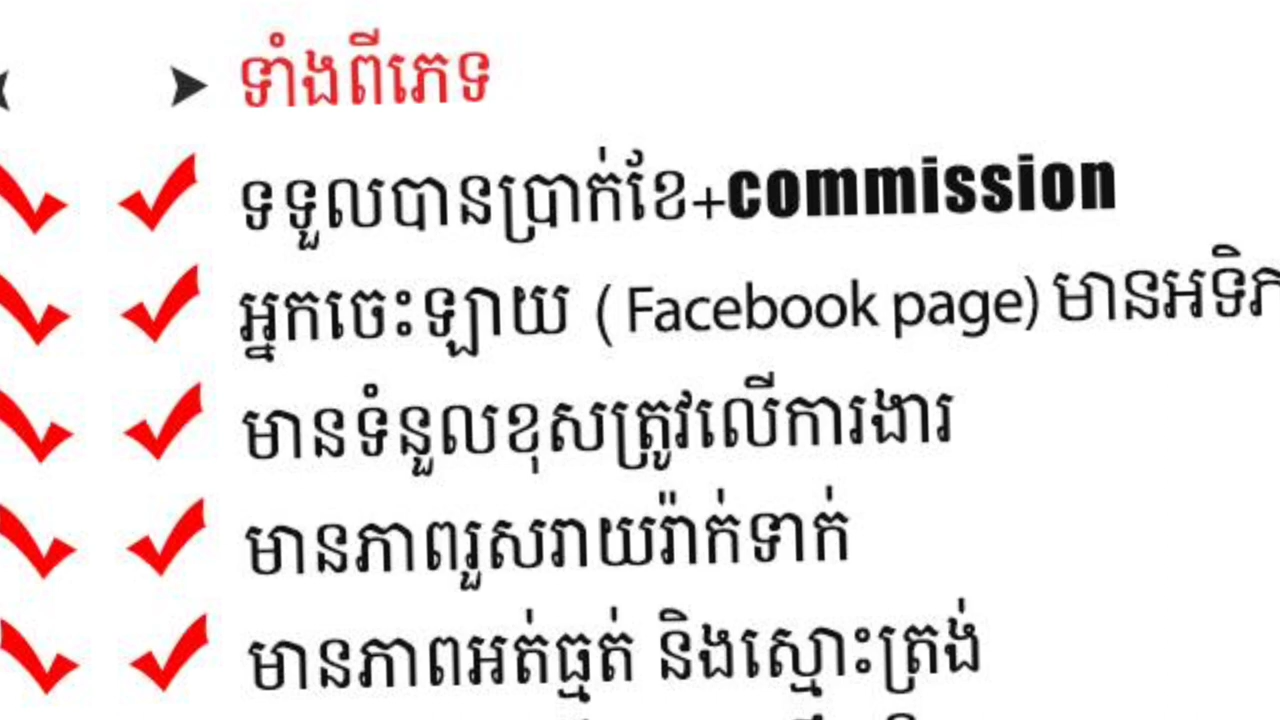 ទាំងពីភេទ
ទទួលបានប្រាក់ខែ+commission
អ្នកចេះឡាយ ( Facebook page) មានអទិភ
មានទំនួលខុសត្រូវលើការងារ
មានភាពរួសរាយរ៉ាក់ទាក់
មានភាពអត់ធ្មត់ និងស្មោះត្រង់